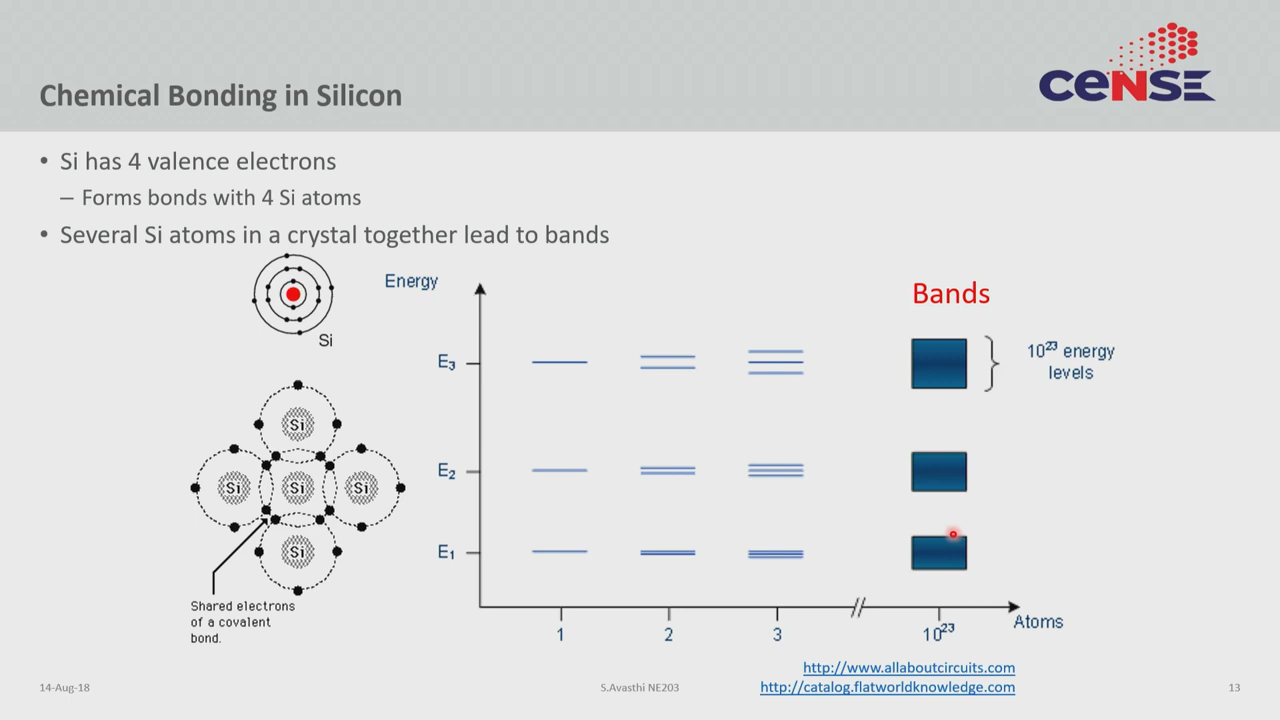 CeNSE
Chemical Bonding in Silicon
• Si has 4 valence electrons
– Forms bonds with 4 Si atoms
• Several Si atoms in a crystal together lead to bands
Si
Si
Si
Si
Si
Si
Shared electrons
of a covalent
bond.
Energy
Bands
E₃
10²³ energy
levels
E₂
E₁
1
2
3
10²³
Atoms
http://www.allaboutcircuits.com
http://catalog.flatworldknowledge.com
14-Aug-18
S.Avasthi NE203
13